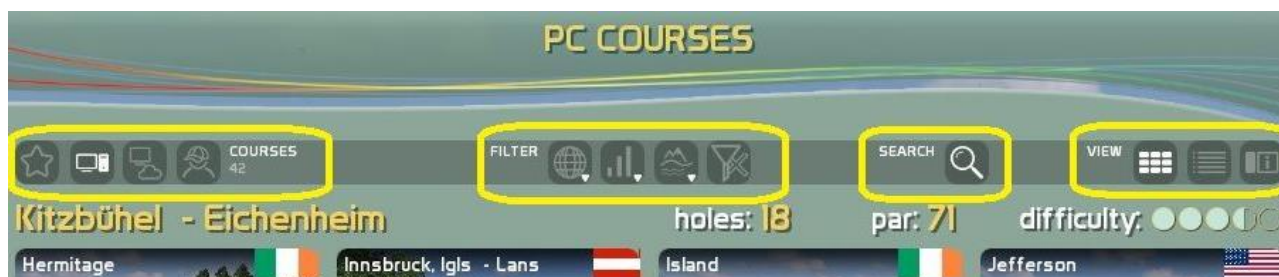 PC COURSES
COURSES
42
FILTER
SEARCH
VIEW
Kitzbühel - Eichenheim holes: 18 par: 71 difficulty:
Hermitage
Innsbruck, Igls - Lans
Island
Jefferson